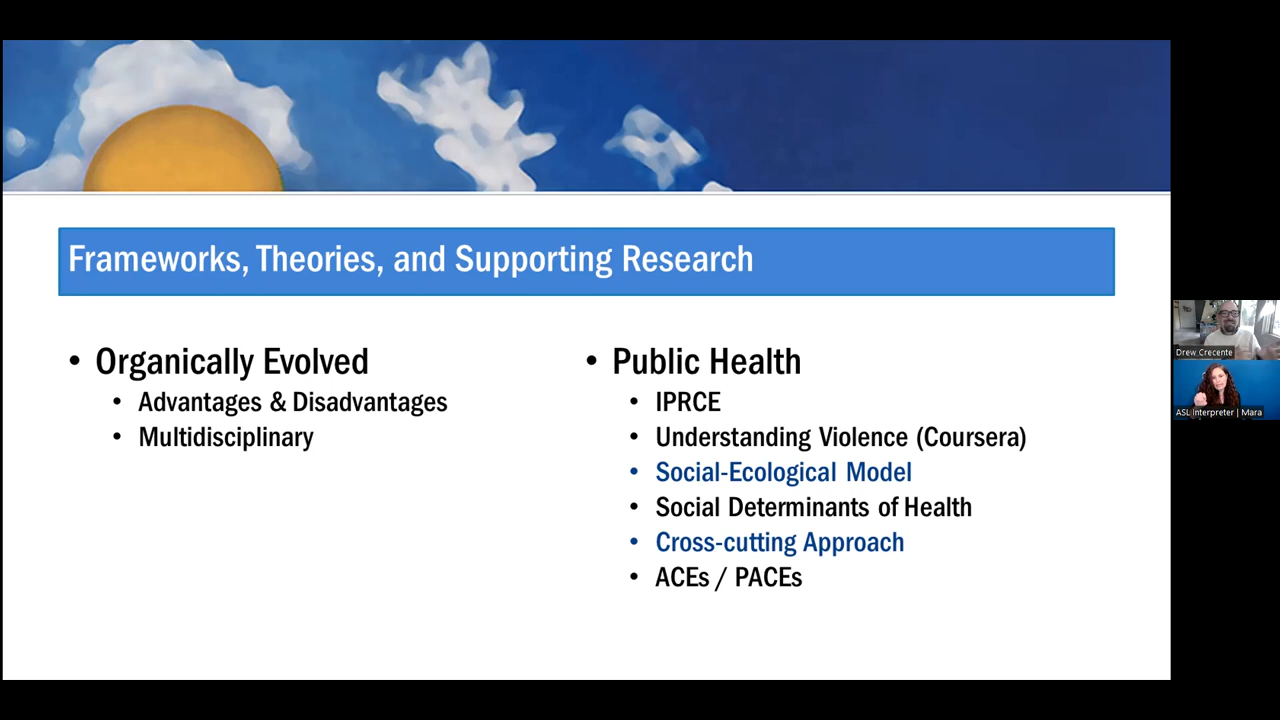 Frameworks, Theories, and Supporting Research
• Organically Evolved
• Advantages & Disadvantages
• Multidisciplinary
• Public Health
• IPRCE
• Understanding Violence (Coursera)
• Social-Ecological Model
• Social Determinants of Health
• Cross-cutting Approach
• ACEs / PACEs
Drew Crecente
ASL Interpreter | Mara